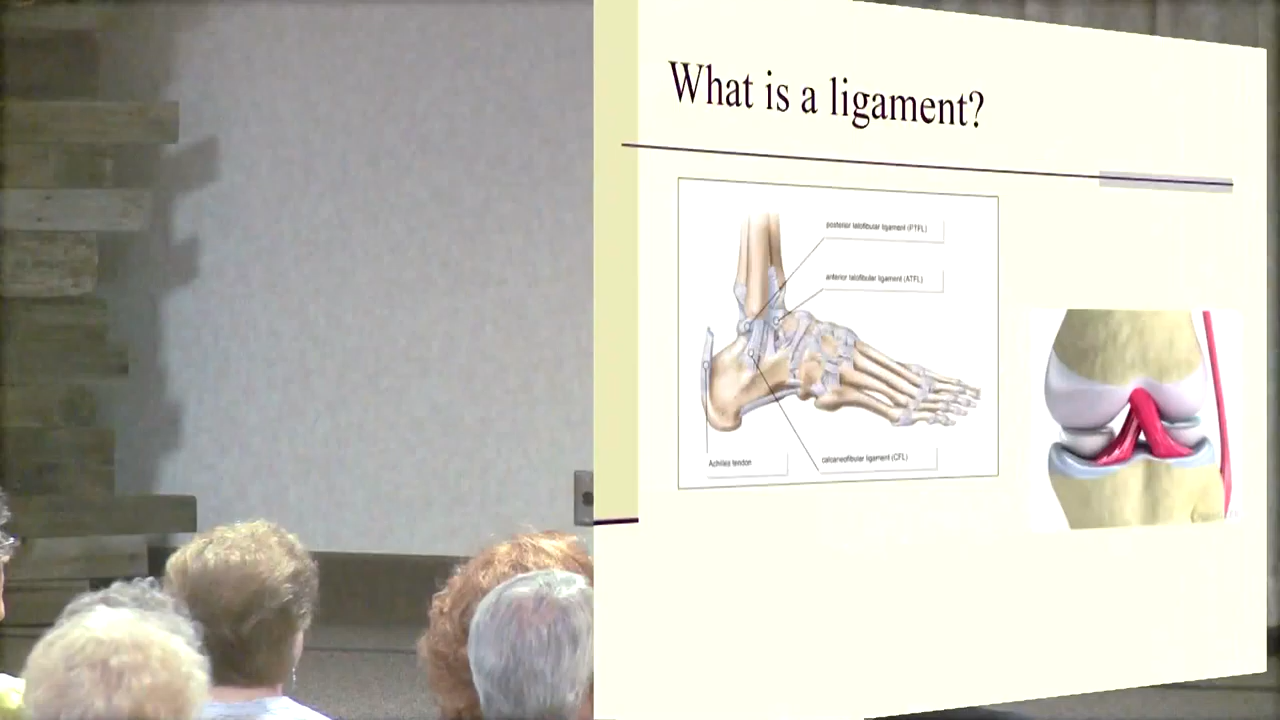 What is a ligament?
posterior talofibular ligament (PTFL)
anterior talofibular ligament (ATFL)
Achilles tendon
calcaneofibular ligament (CFL)